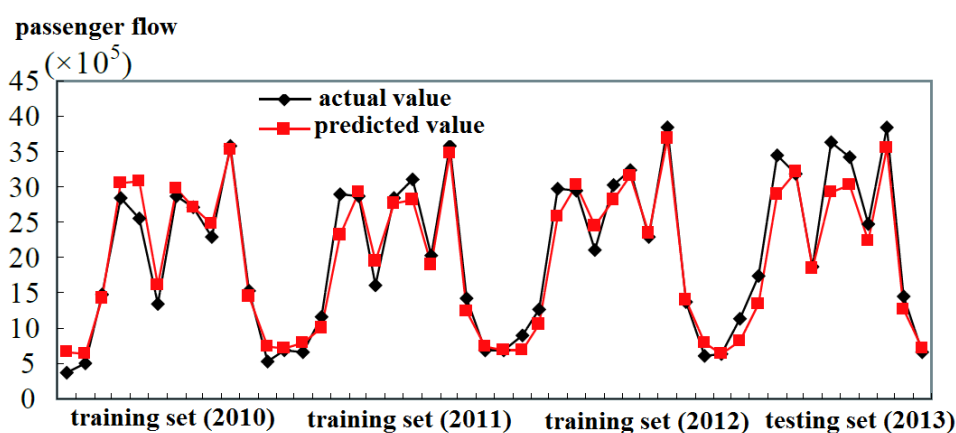 passenger flow
(×10⁵)
45
40
35
30
25
20
15
10
5
0
actual value
predicted value
training set (2010)
training set (2011)
training set (2012)
testing set (2013)